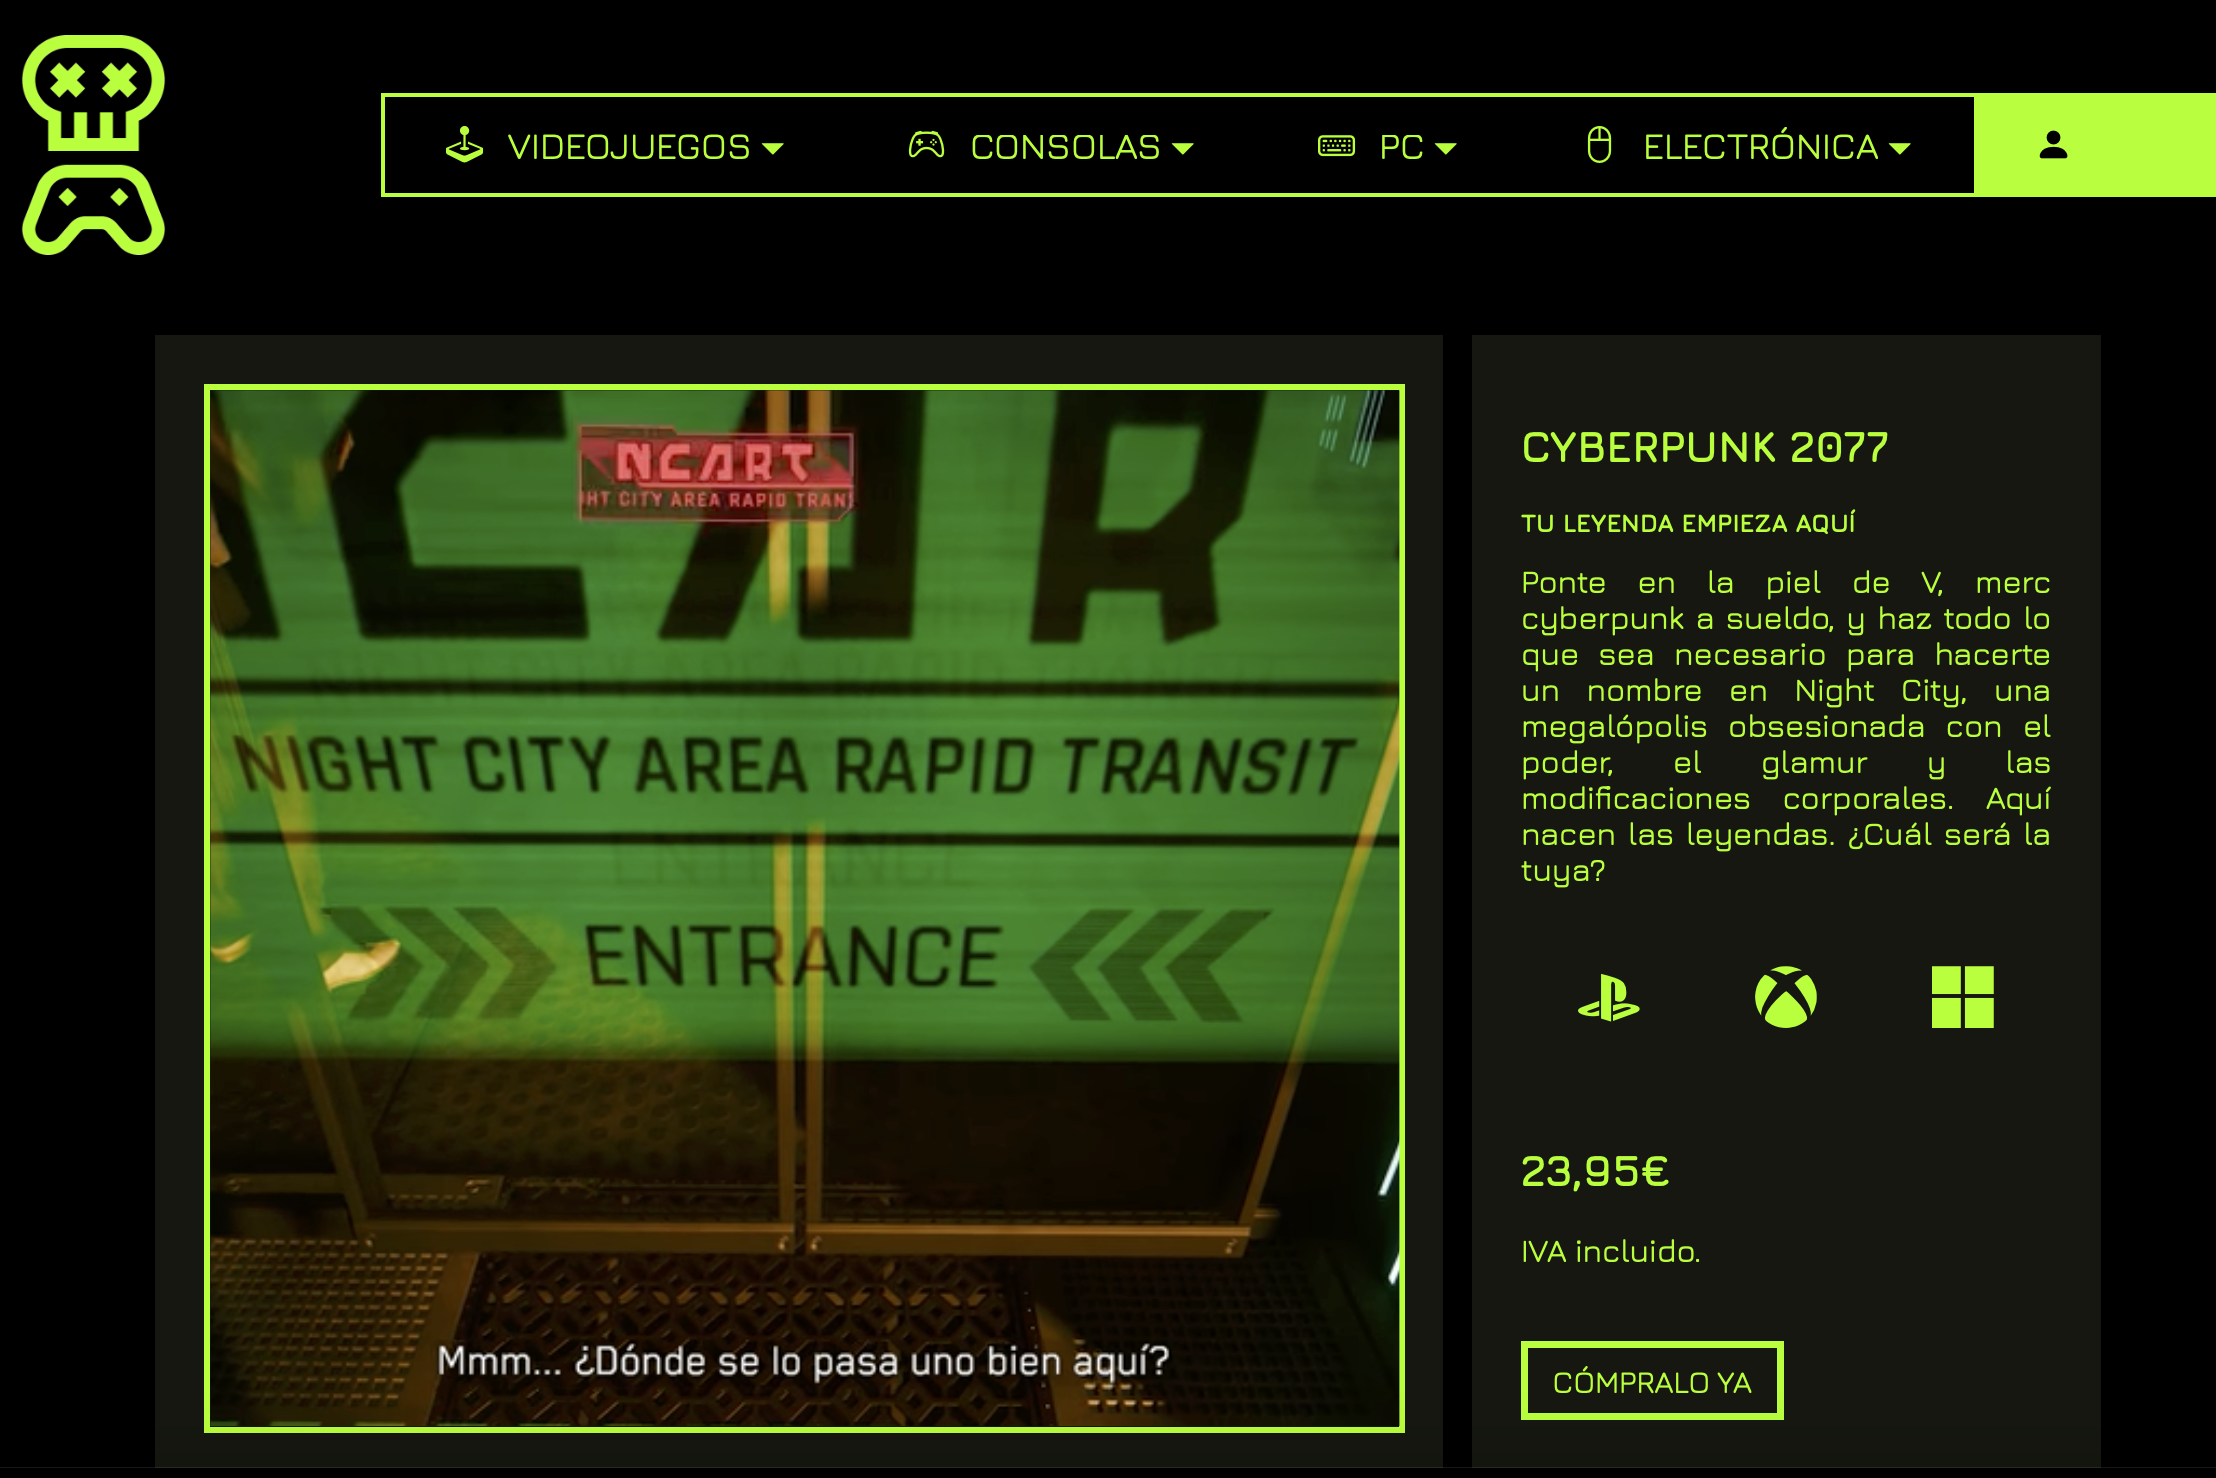 VIDEOJUEGOS
CONSOLAS
PC
ELECTRÓNICA
NCART
HT CITY AREA RAPID TRAN
CAR
NIGHT CITY AREA RAPID TRANSIT
ENTRANCE
Mmm... ¿Dónde se lo pasa uno bien aquí?
CYBERPUNK 2077
TU LEYENDA EMPIEZA AQUÍ
Ponte en la piel de V, merc
cyberpunk a sueldo, y haz todo lo
que sea necesario para hacerte
un nombre en Night City, una
megalópolis obsesionada con el
poder, el glamur y las
modificaciones corporales. Aquí
nacen las leyendas. ¿Cuál será la
tuya?
23,95€
IVA incluido.
CÓMPRALO YA